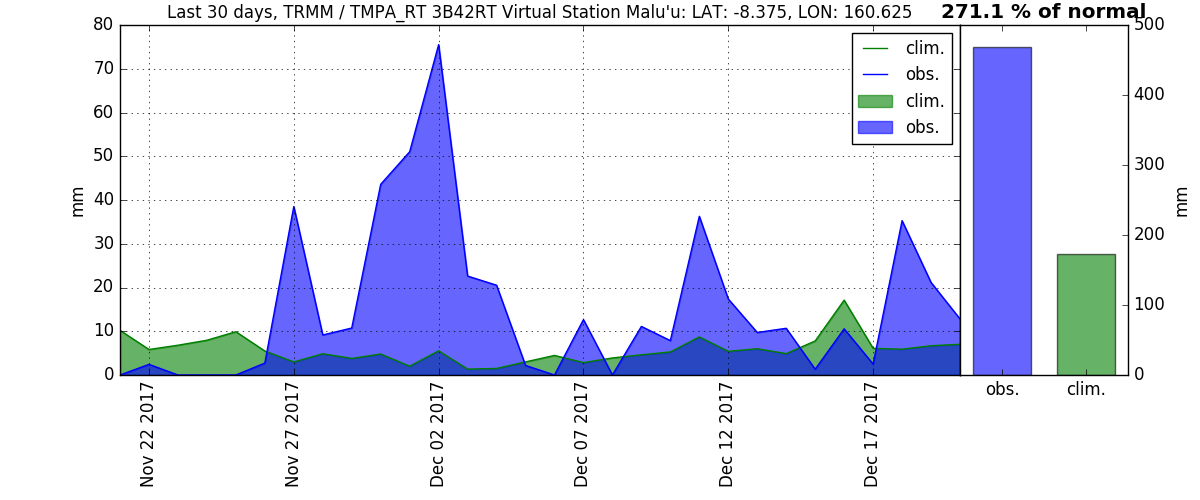 Last 30 days, TRMM / TMPA_RT 3B42RT Virtual Station Malu'u: LAT: -8.375, LON: 160.625
271.1 % of normal
80
70
60
50
40
30
20
10
0
mm
clim.
obs.
clim.
obs.
Nov 22 2017
Nov 27 2017
Dec 02 2017
Dec 07 2017
Dec 12 2017
Dec 17 2017
500
400
300
200
100
0
mm
obs.
clim.